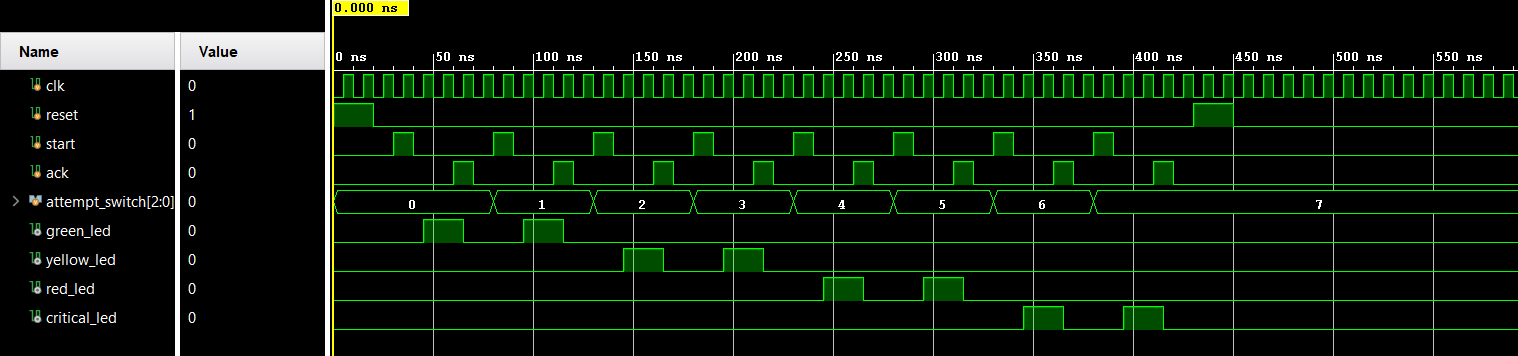 0.000 ns
Name Value
0 ns 50 ns 100 ns 150 ns 200 ns 250 ns 300 ns 350 ns 400 ns 450 ns 500 ns 550 ns
clk 0
reset 1
start 0
ack 0
attempt_switch[2:0] 0 0 1 2 3 4 5 6 7
green_led 0
yellow_led 0
red_led 0
critical_led 0